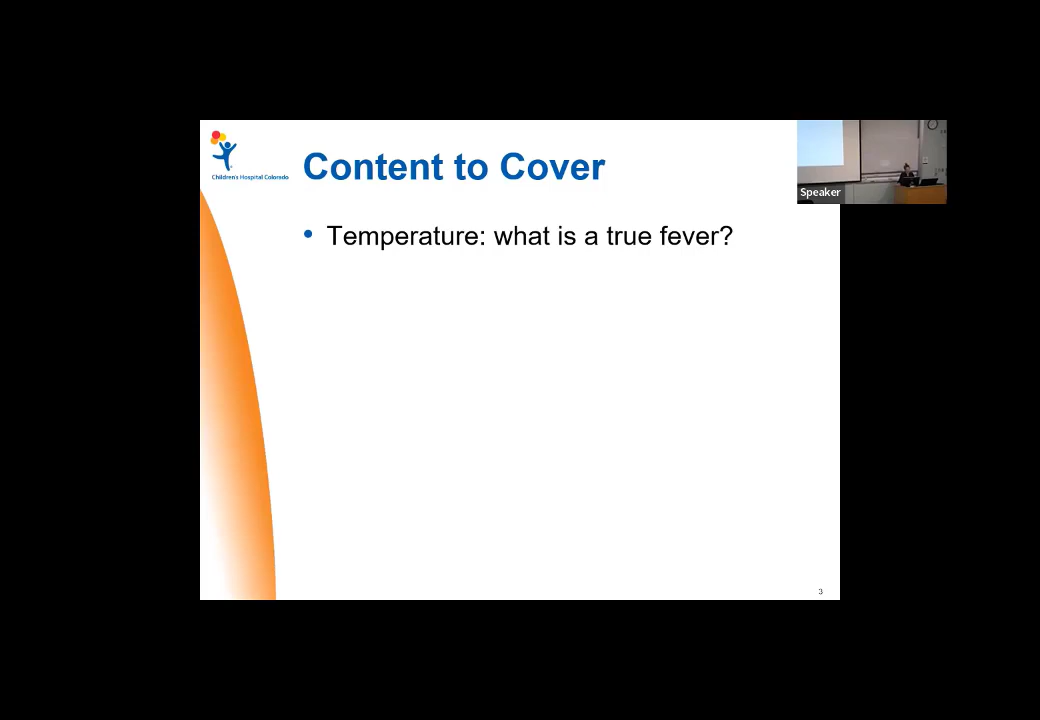 Children's Hospital Colorado
Content to Cover
Speaker
• Temperature: what is a true fever?
3